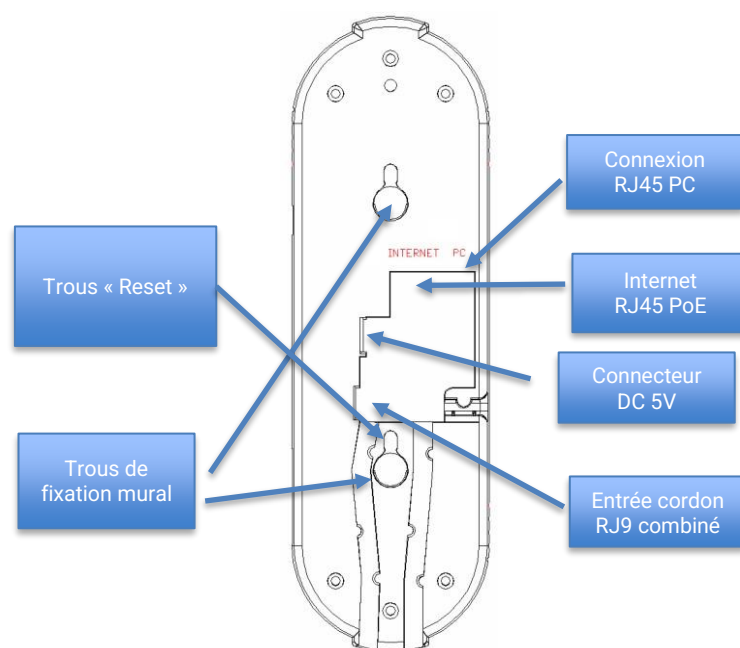 Connexion
RJ45 PC
INTERNET PC
Trous « Reset »
Internet
RJ45 PoE
Connecteur
DC 5V
Trous de
fixation mural
Entrée cordon
RJ9 combiné